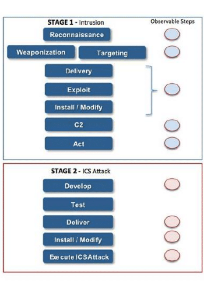 STAGE 1 - Intrusion Observable Steps
Reconnaissance
Weaponization Targeting
Delivery
Exploit
Install / Modify
C2
Act
STAGE 2 - ICS Attack
Develop
Test
Deliver
Install / Modify
Execute ICS Attack